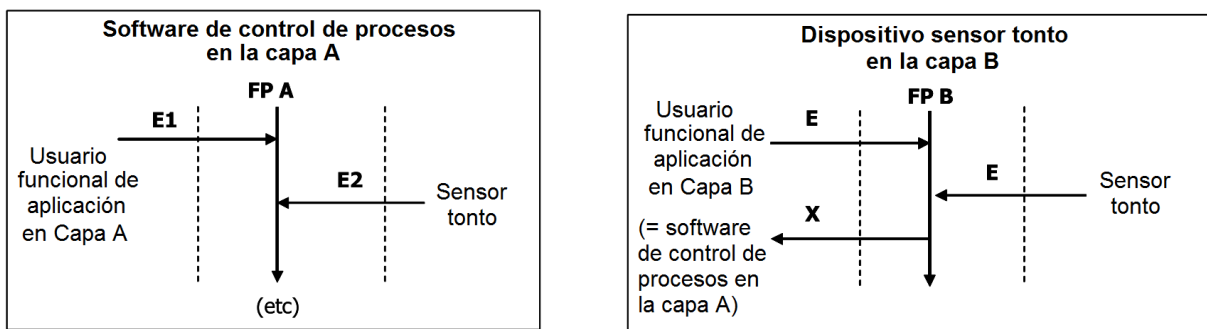 Software de control de procesos
en la capa A
FP A
E1
Usuario
funcional de
aplicación
en Capa A
E2
Sensor
tonto
(etc)
Dispositivo sensor tonto
en la capa B
FP B
Usuario
funcional de
aplicación
en Capa B
E
E
Sensor
tonto
X
(= software
de control de
procesos en
la capa A)